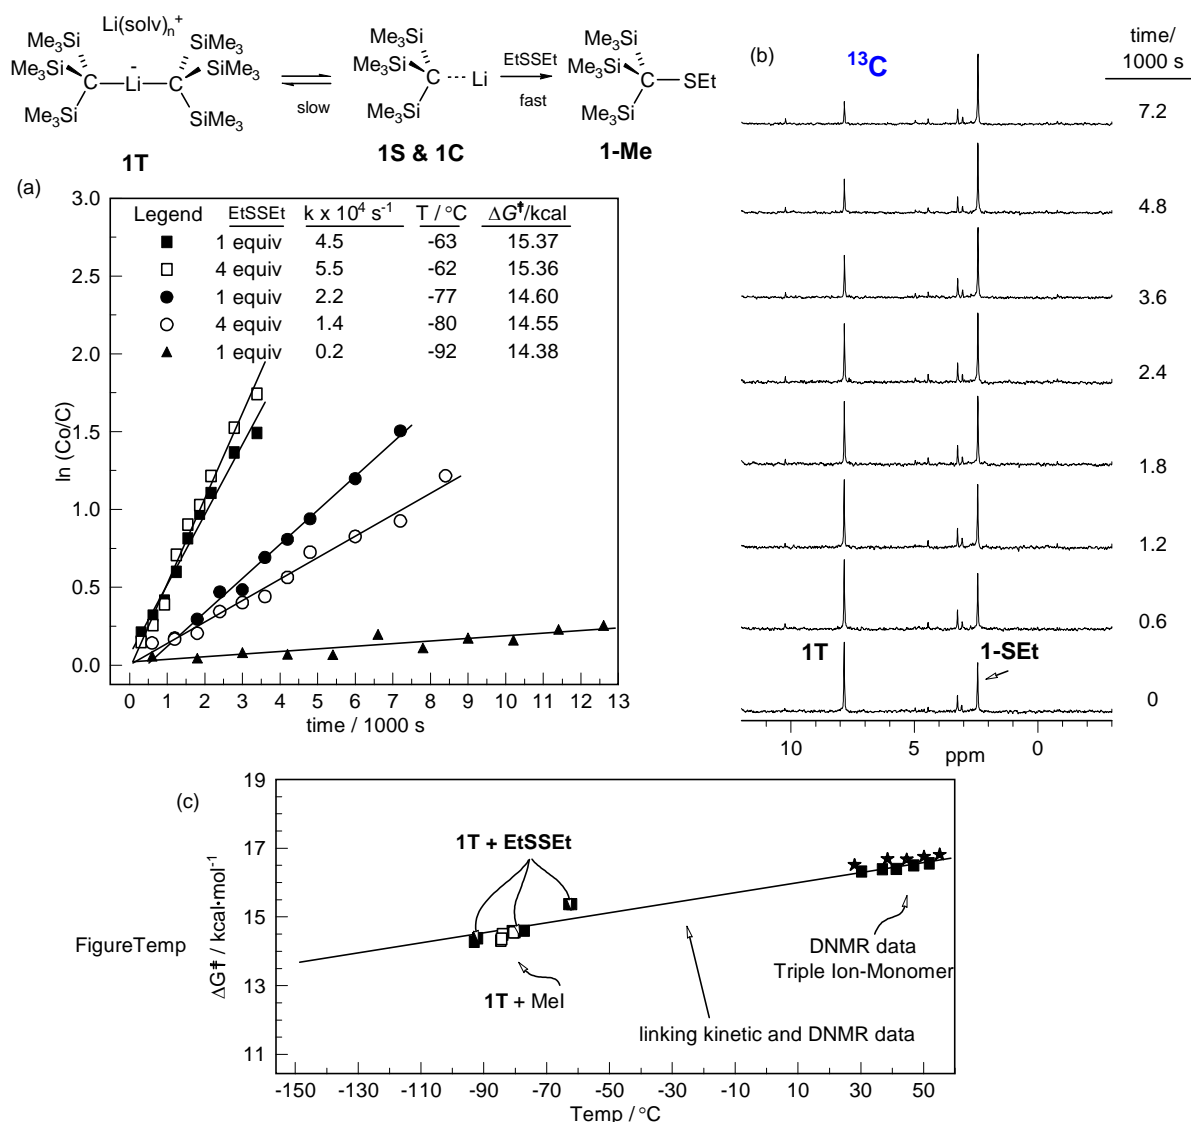 Li(solv)n+
Me3Si SiMe3 Me3Si Me3Si
Me3Si - SiMe3 Me3Si EtSSEt Me3Si
C Li C C Li C SEt
slow fast
Me3Si SiMe3 Me3Si Me3Si
1T 1S & 1C 1-Me
(a)
Legend EtSSEt k x 10^4 s^-1 T / °C ΔG‡/kcal
1 equiv 4.5 -63 15.37
4 equiv 5.5 -62 15.36
1 equiv 2.2 -77 14.60
4 equiv 1.4 -80 14.55
1 equiv 0.2 -92 14.38
3.0
2.5
2.0
1.5
1.0
0.5
0.0
ln (Co/C)
0 1 2 3 4 5 6 7 8 9 10 11 12 13
time / 1000 s
(b)
13C
time/
1000 s
7.2
4.8
3.6
2.4
1.8
1.2
0.6
1T 1-SEt
0
10 5 0
ppm
(c)
19
17
15
13
11
ΔG‡ / kcal·mol-1
FigureTemp
1T + EtSSEt
1T + MeI
DNMR data
Triple Ion-Monomer
linking kinetic and DNMR data
-150 -130 -110 -90 -70 -50 -30 -10 10 30 50
Temp / °C